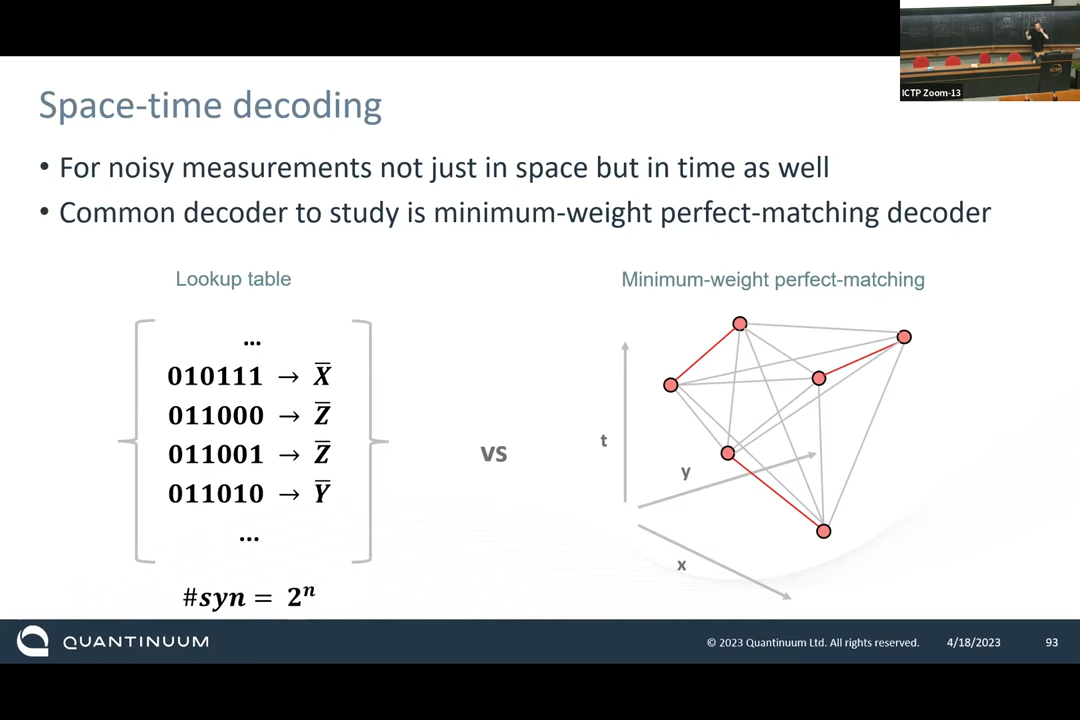 ICTP Zoom-13
Space-time decoding
• For noisy measurements not just in space but in time as well
• Common decoder to study is minimum-weight perfect-matching decoder
Lookup table
...
010111 → X̅
011000 → Z̅
011001 → Z̅
011010 → Y̅
...
#syn = 2ⁿ
vs
Minimum-weight perfect-matching
t
y
x
QUANTINUUM
© 2023 Quantinuum Ltd. All rights reserved.
4/18/2023
93